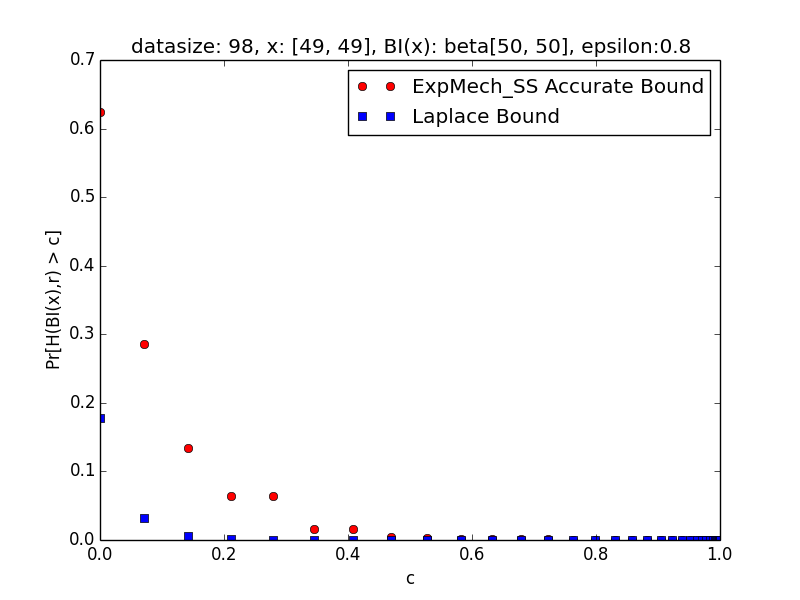 datasize: 98, x: [49, 49], BI(x): beta[50, 50], epsilon:0.8
ExpMech_SS Accurate Bound
Laplace Bound
Pr[H(BI(x),r) > c]
0.7
0.6
0.5
0.4
0.3
0.2
0.1
0.0
0.0 0.2 0.4 0.6 0.8 1.0
c